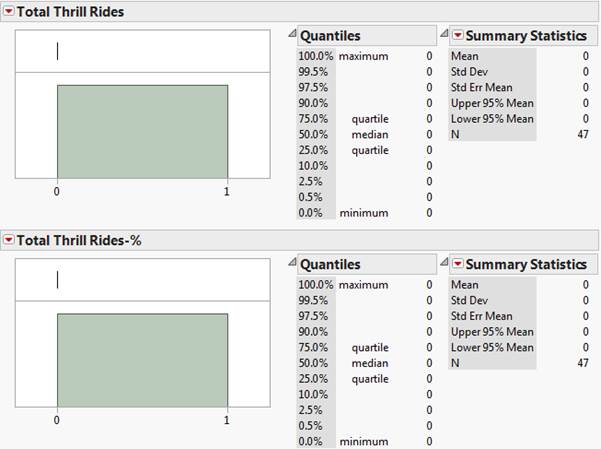 Total Thrill Rides
Quantiles
100.0% maximum 0
99.5% 0
97.5% 0
90.0% 0
75.0% quartile 0
50.0% median 0
25.0% quartile 0
10.0% 0
2.5% 0
0.5% 0
0.0% minimum 0
Summary Statistics
Mean 0
Std Dev 0
Std Err Mean 0
Upper 95% Mean 0
Lower 95% Mean 0
N 47
0 1
Total Thrill Rides-%
Quantiles
100.0% maximum 0
99.5% 0
97.5% 0
90.0% 0
75.0% quartile 0
50.0% median 0
25.0% quartile 0
10.0% 0
2.5% 0
0.5% 0
0.0% minimum 0
Summary Statistics
Mean 0
Std Dev 0
Std Err Mean 0
Upper 95% Mean 0
Lower 95% Mean 0
N 47
0 1